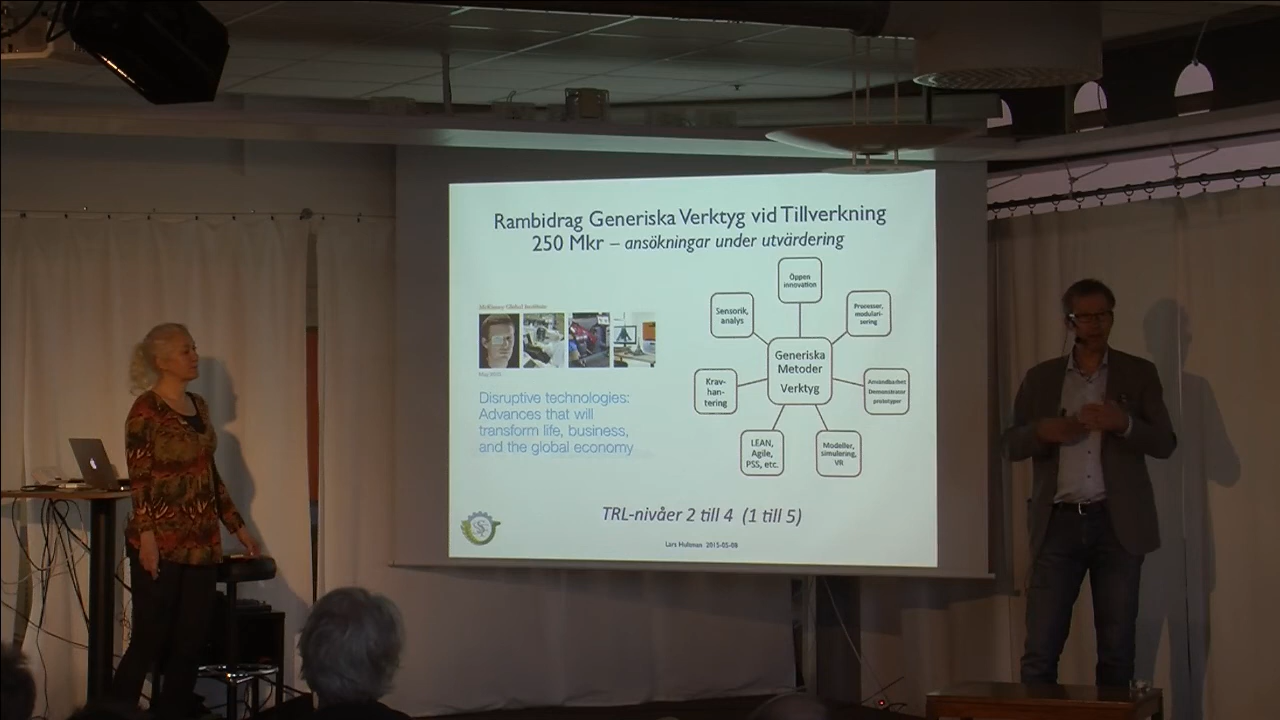 Rambidrag Generiska Verktyg vid Tillverkning
250 Mkr – ansökningar under utvärdering
McKinsey Global Institute
Disruptive technologies:
Advances that will
transform life, business,
and the global economy
Öppen
innovation
Sensorik,
analys
Processer,
modulari-
sering
Generiska
Metoder
Verktyg
Krav-
han-
tering
Användbarhet
Demonstrator
prototyper
LEAN,
Agile,
PSS, etc.
Modeller,
simulering,
VR
TRL-nivåer 2 till 4 (1 till 5)
Lars Hultman 2015-05-08